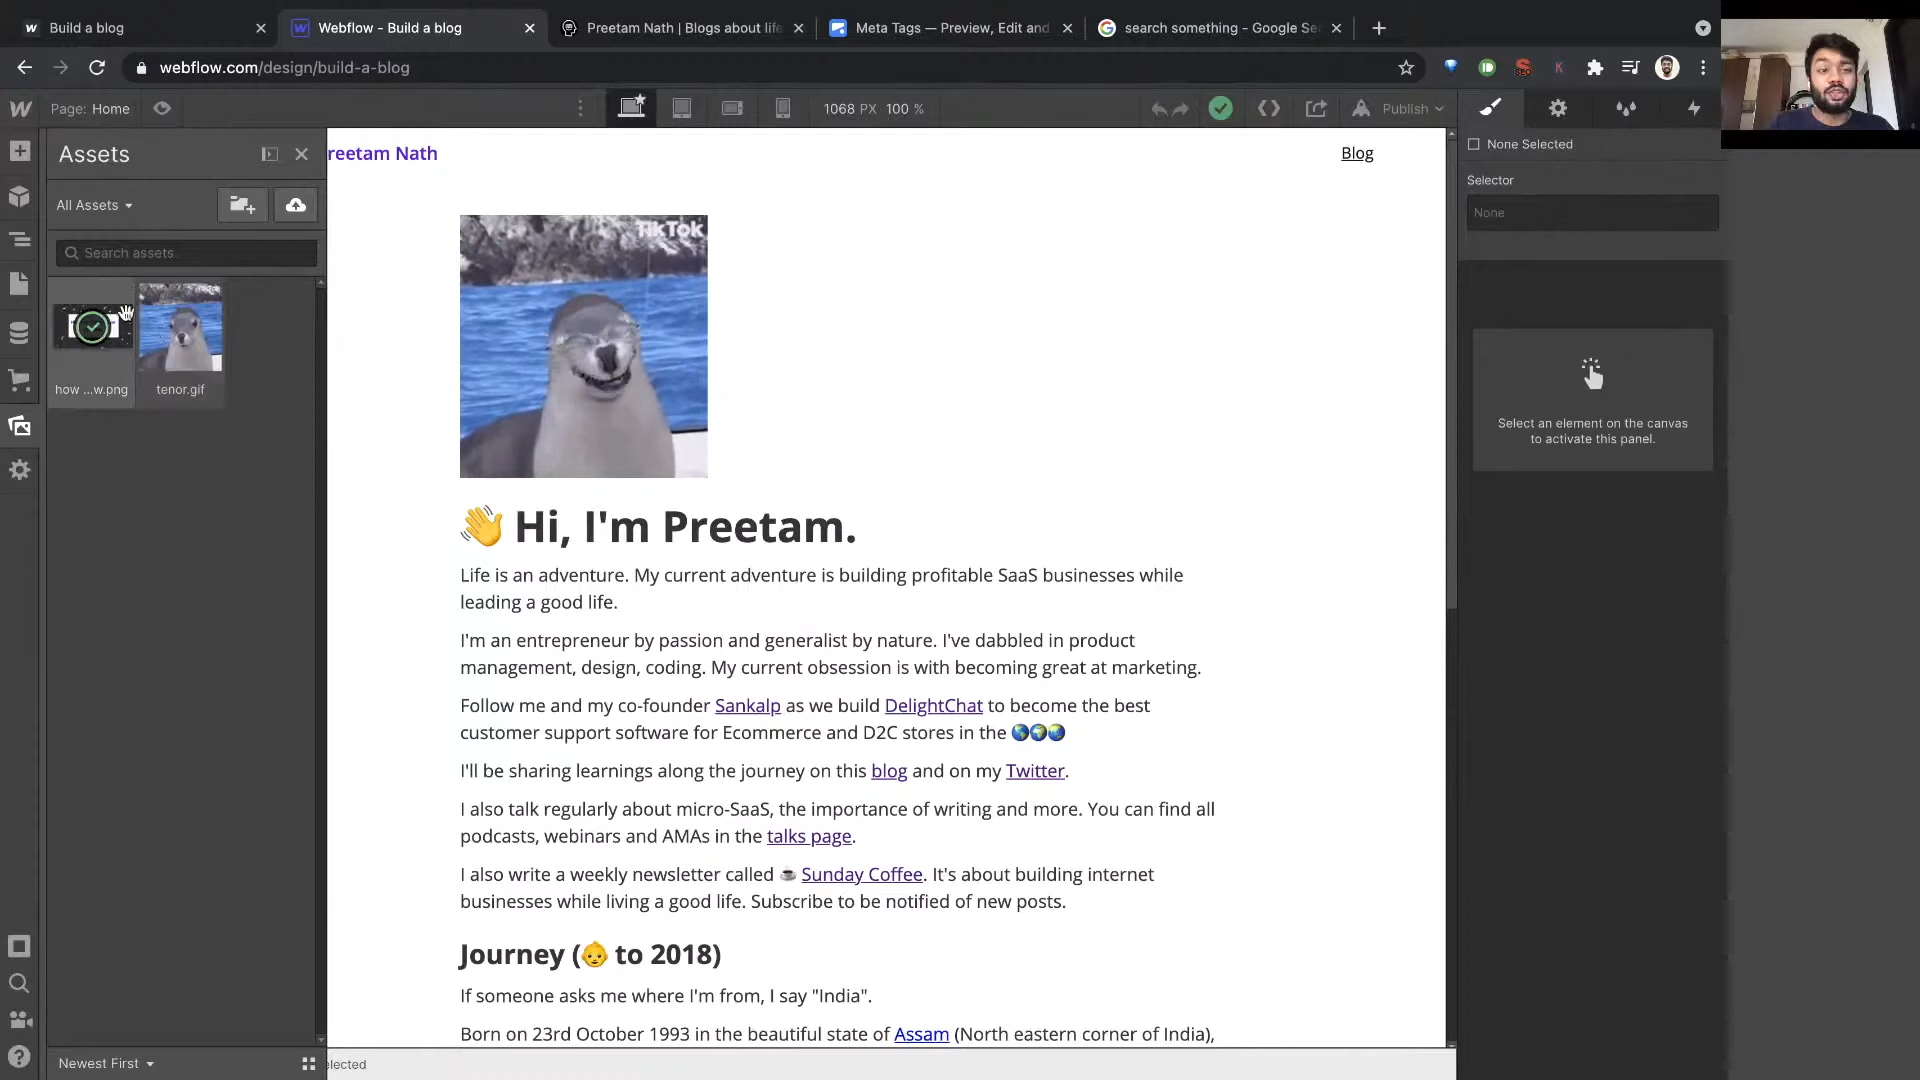 Build a blog
Webflow - Build a blog
Preetam Nath | Blogs about life
Meta Tags — Preview, Edit and
search something - Google Se
webflow.com/design/build-a-blog
Page: Home
1068 PX 100 %
Publish
Assets
All Assets
Search assets
how ...w.png
tenor.gif
Newest First
reetam Nath
Blog
TikTok
👋 Hi, I'm Preetam.
Life is an adventure. My current adventure is building profitable SaaS businesses while
leading a good life.
I'm an entrepreneur by passion and generalist by nature. I've dabbled in product
management, design, coding. My current obsession is with becoming great at marketing.
Follow me and my co-founder Sankalp as we build DelightChat to become the best
customer support software for Ecommerce and D2C stores in the 🌎🌍🌏
I'll be sharing learnings along the journey on this blog and on my Twitter.
I also talk regularly about micro-SaaS, the importance of writing and more. You can find all
podcasts, webinars and AMAs in the talks page.
I also write a weekly newsletter called ☕ Sunday Coffee. It's about building internet
businesses while living a good life. Subscribe to be notified of new posts.
Journey (👶 to 2018)
If someone asks me where I'm from, I say "India".
Born on 23rd October 1993 in the beautiful state of Assam (North eastern corner of India),
elected
None Selected
Selector
None
Select an element on the canvas
to activate this panel.